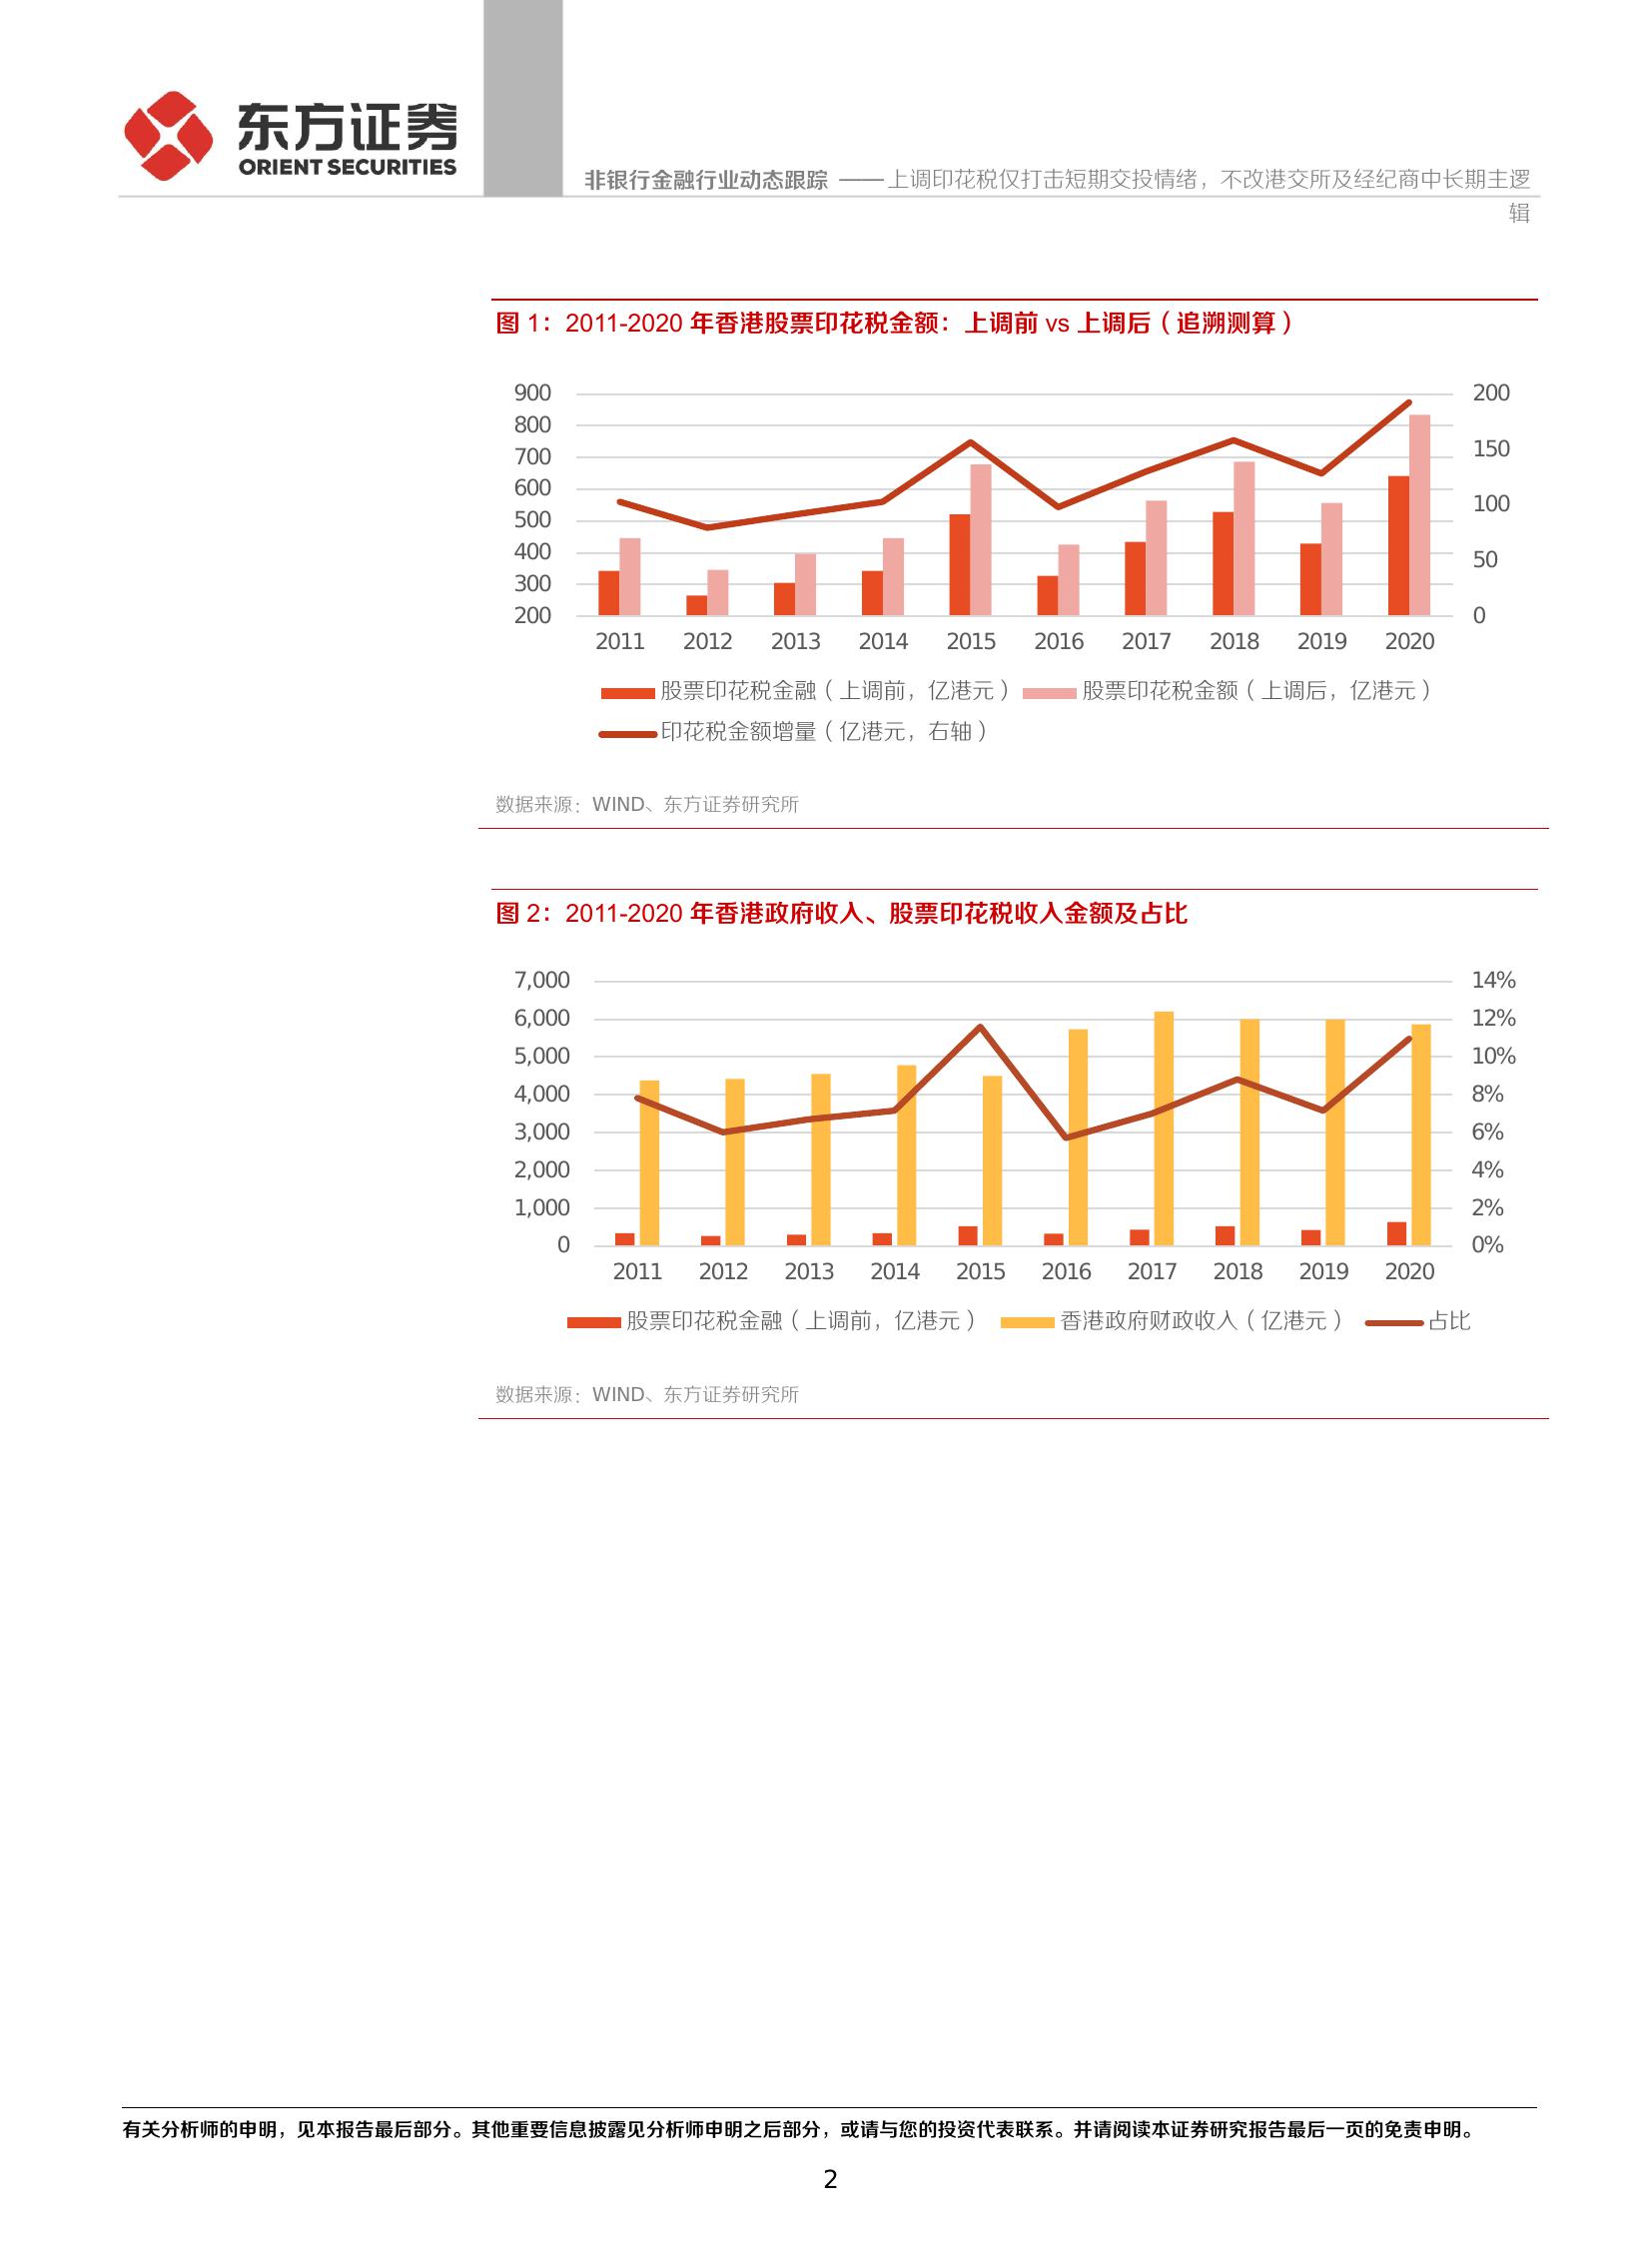 东方证券
ORIENT SECURITIES
非银行金融行业动态跟踪 —— 上调印花税仅打击短期交投情绪，不改港交所及经纪商中长期主逻
辑
图 1：2011-2020 年香港股票印花税金额：上调前 vs 上调后（追溯测算）
900
800
700
600
500
400
300
200
200
150
100
50
0
2011 2012 2013 2014 2015 2016 2017 2018 2019 2020
股票印花税金融（上调前，亿港元） 股票印花税金额（上调后，亿港元）
印花税金额增量（亿港元，右轴）
数据来源：WIND、东方证券研究所
图 2：2011-2020 年香港政府收入、股票印花税收入金额及占比
7,000
6,000
5,000
4,000
3,000
2,000
1,000
0
14%
12%
10%
8%
6%
4%
2%
0%
2011 2012 2013 2014 2015 2016 2017 2018 2019 2020
股票印花税金融（上调前，亿港元） 香港政府财政收入（亿港元） 占比
数据来源：WIND、东方证券研究所
有关分析师的申明，见本报告最后部分。其他重要信息披露见分析师申明之后部分，或请与您的投资代表联系。并请阅读本证券研究报告最后一页的免责申明。
2